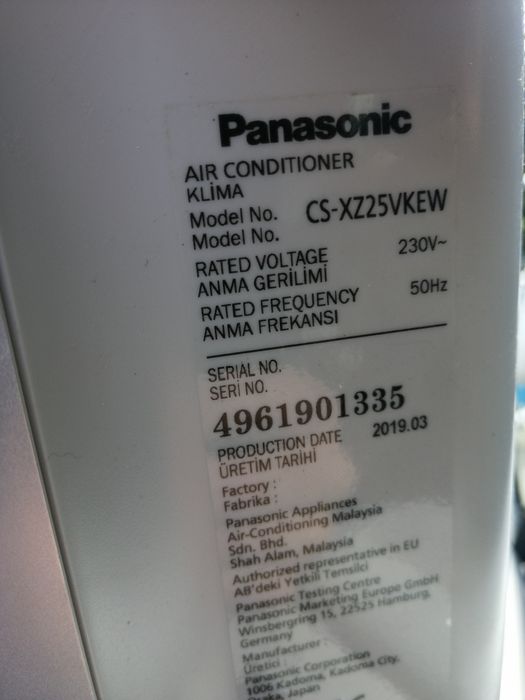 Panasonic
AIR CONDITIONER
KLİMA
Model No. CS-XZ25VKEW
Model No.
RATED VOLTAGE 230V~
ANMA GERİLİMİ
RATED FREQUENCY 50Hz
ANMA FREKANSI
SERIAL NO.
SERİ NO.
4961901335
PRODUCTION DATE 2019.03
ÜRETİM TARİHİ
Factory :
Fabrika :
Panasonic Appliances
Air-Conditioning Malaysia
Sdn. Bhd.
Shah Alam, Malaysia
Authorized representative in EU
AB'deki Yetkili Temsilci
Panasonic Testing Centre
Panasonic Marketing Europe GmbH
Winsbergring 15, 22525 Hamburg,
Germany
Manufacturer :
Üretici :
Panasonic Corporation
1006 Kadoma, Kadoma City,
Osaka, Japan